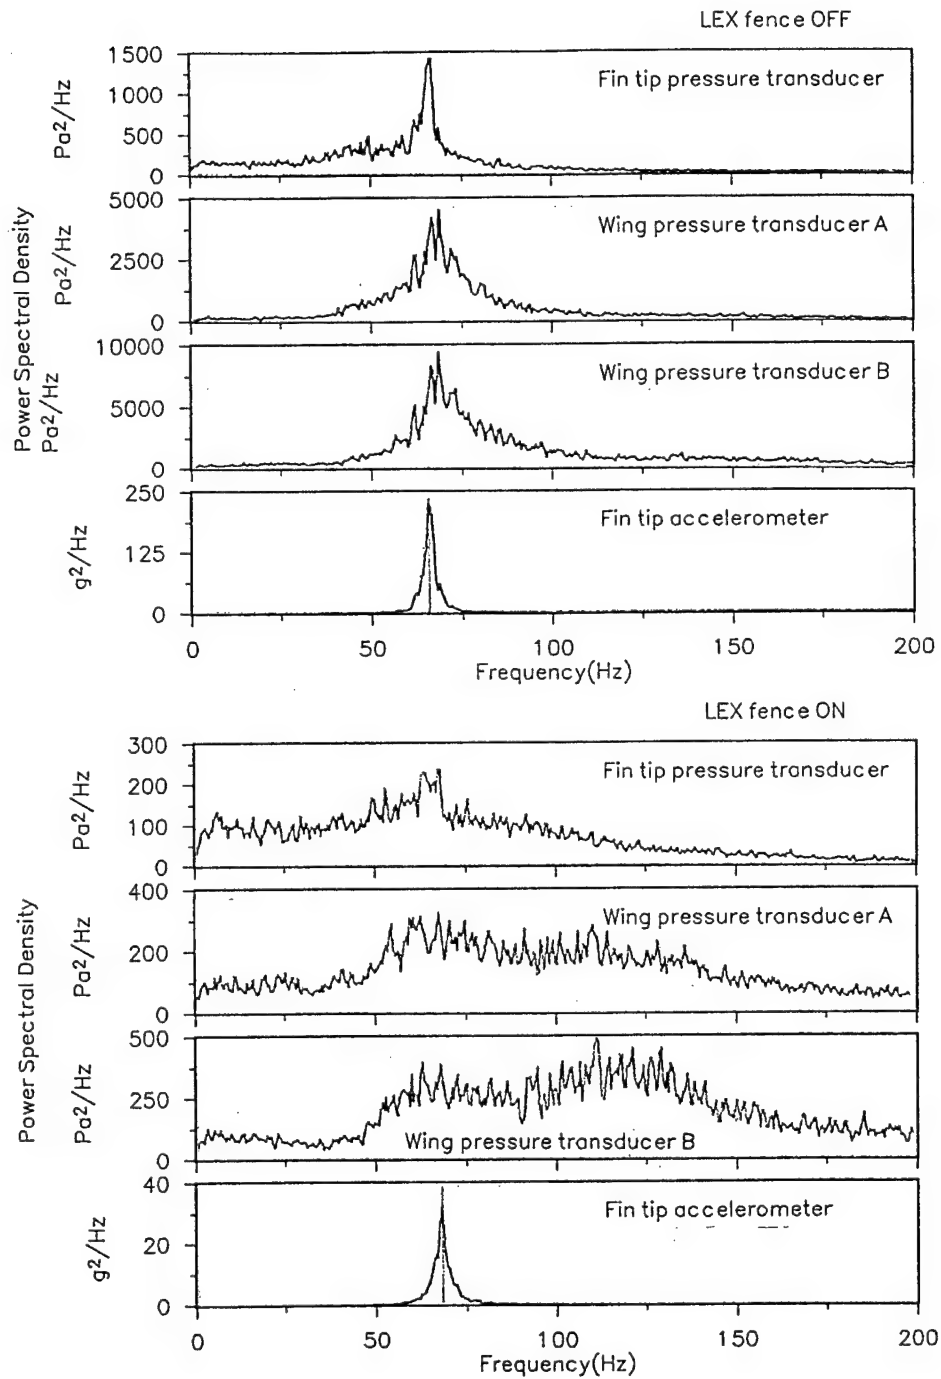 LEX fence OFF
1500
1000
500
0
Pa²/Hz
Fin tip pressure transducer
5000
2500
0
Pa²/Hz
Wing pressure transducer A
Power Spectral Density
10000
5000
0
Pa²/Hz
Wing pressure transducer B
250
125
0
g²/Hz
Fin tip accelerometer
0 50 100 150 200
Frequency(Hz)
LEX fence ON
300
200
100
0
Pa²/Hz
Fin tip pressure transducer
400
200
0
Pa²/Hz
Wing pressure transducer A
Power Spectral Density
500
250
0
Pa²/Hz
Wing pressure transducer B
40
20
0
g²/Hz
Fin tip accelerometer
0 50 100 150 200
Frequency(Hz)